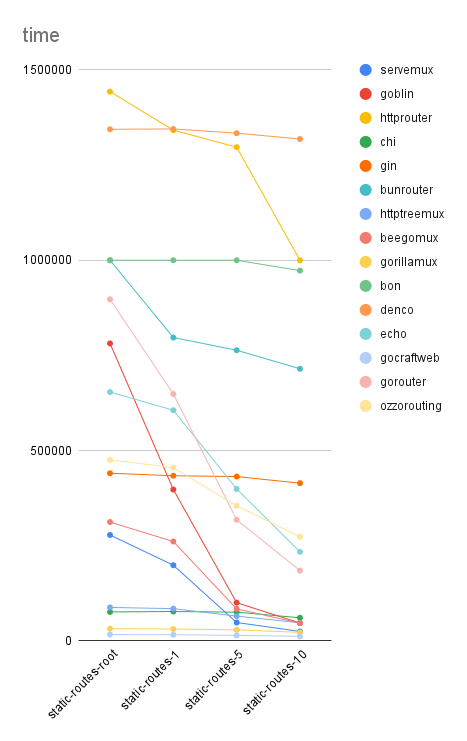 time
1500000
1000000
500000
0
static-routes-root
static-routes-1
static-routes-5
static-routes-10
servemux
goblin
httprouter
chi
gin
bunrouter
httptreemux
beegomux
gorillamux
bon
denco
echo
gocraftweb
gorouter
ozzorouting